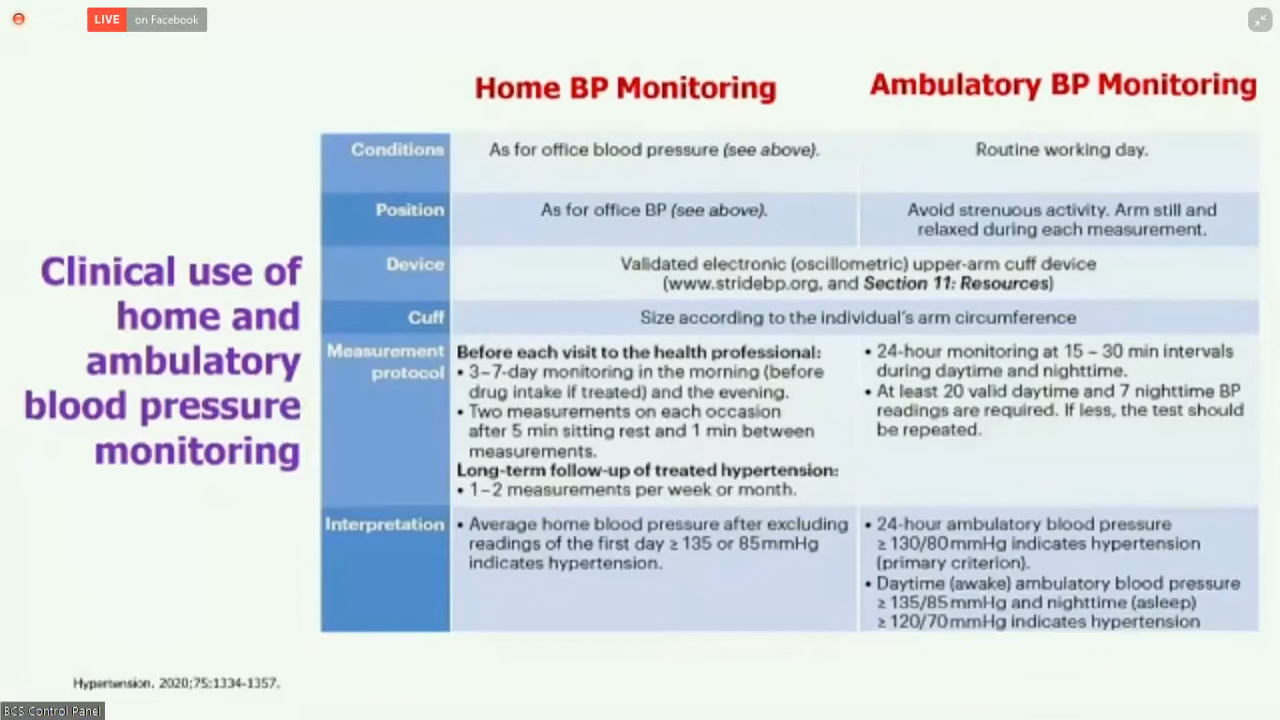 LIVE on Facebook
Home BP Monitoring
Ambulatory BP Monitoring
Clinical use of
home and
ambulatory
blood pressure
monitoring
Conditions
As for office blood pressure (see above).
Routine working day.
Position
As for office BP (see above).
Avoid strenuous activity. Arm still and
relaxed during each measurement.
Device
Validated electronic (oscillometric) upper-arm cuff device
(www.stridebp.org, and Section 11: Resources)
Cuff
Size according to the individual's arm circumference
Measurement
protocol
Before each visit to the health professional:
• 3–7-day monitoring in the morning (before
drug intake if treated) and the evening.
• Two measurements on each occasion
after 5 min sitting rest and 1 min between
measurements.
Long-term follow-up of treated hypertension:
• 1–2 measurements per week or month.
• 24-hour monitoring at 15 – 30 min intervals
during daytime and nighttime.
• At least 20 valid daytime and 7 nighttime BP
readings are required. If less, the test should
be repeated.
Interpretation
• Average home blood pressure after excluding
readings of the first day ≥ 135 or 85 mmHg
indicates hypertension.
• 24-hour ambulatory blood pressure
≥ 130/80 mmHg indicates hypertension
(primary criterion).
• Daytime (awake) ambulatory blood pressure
≥ 135/85 mmHg and nighttime (asleep)
≥ 120/70 mmHg indicates hypertension
Hypertension. 2020;75:1334-1357.
BCS Control Panel